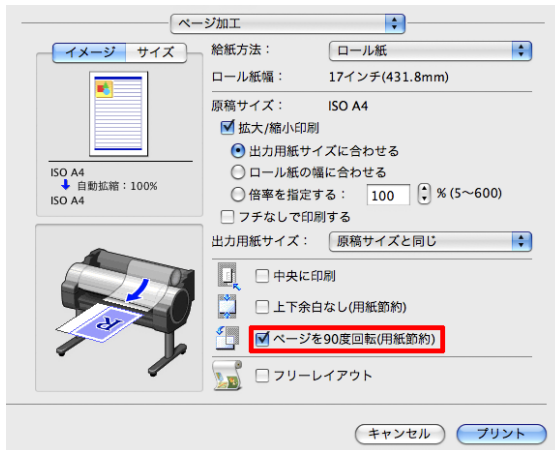 ページ加工
イメージ サイズ
給紙方法： ロール紙
ロール紙幅： 17インチ(431.8mm)
原稿サイズ： ISO A4
拡大/縮小印刷
出力用紙サイズに合わせる
ロール紙の幅に合わせる
倍率を指定する： 100 % (5〜600)
フチなしで印刷する
ISO A4
自動拡縮：100%
ISO A4
出力用紙サイズ： 原稿サイズと同じ
中央に印刷
上下余白なし(用紙節約)
ページを90度回転(用紙節約)
フリーレイアウト
R
キャンセル プリント